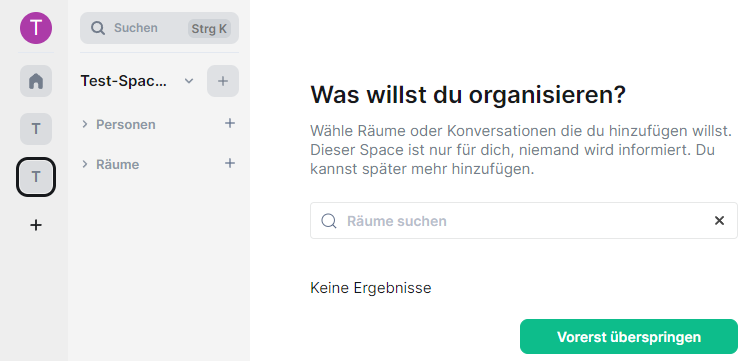 T
Suchen
Strg K
T
T
Test-Spac...
Personen
Räume
Was willst du organisieren?
Wähle Räume oder Konversationen die du hinzufügen willst.
Dieser Space ist nur für dich, niemand wird informiert. Du
kannst später mehr hinzufügen.
Räume suchen
Keine Ergebnisse
Vorerst überspringen